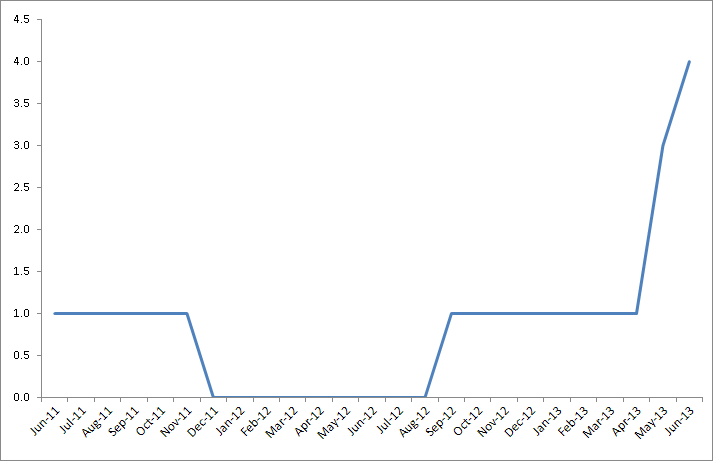 4.5
4.0
3.5
3.0
2.5
2.0
1.5
1.0
0.5
0.0
Jun-11
Jul-11
Aug-11
Sep-11
Oct-11
Nov-11
Dec-11
Jan-12
Feb-12
Mar-12
Apr-12
May-12
Jun-12
Jul-12
Aug-12
Sep-12
Oct-12
Nov-12
Dec-12
Jan-13
Feb-13
Mar-13
Apr-13
May-13
Jun-13